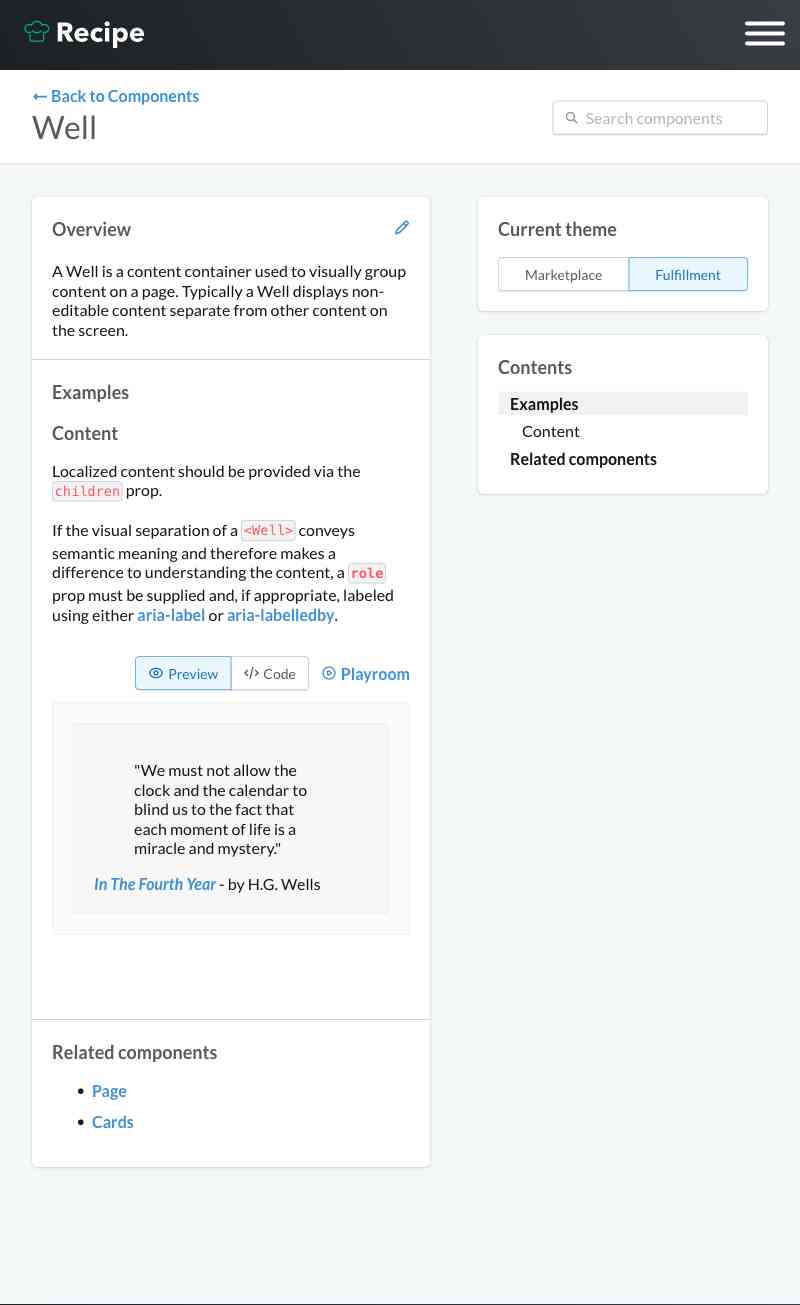 Recipe
← Back to Components
Well
Search components
Overview
A Well is a content container used to visually group
content on a page. Typically a Well displays non-
editable content separate from other content on
the screen.
Examples
Content
Localized content should be provided via the
children prop.
If the visual separation of a <Well> conveys
semantic meaning and therefore makes a
difference to understanding the content, a role
prop must be supplied and, if appropriate, labeled
using either aria-label or aria-labelledby.
Preview </> Code Playroom
"We must not allow the
clock and the calendar to
blind us to the fact that
each moment of life is a
miracle and mystery."
In The Fourth Year - by H.G. Wells
Related components
• Page
• Cards
Current theme
Marketplace Fulfillment
Contents
Examples
Content
Related components